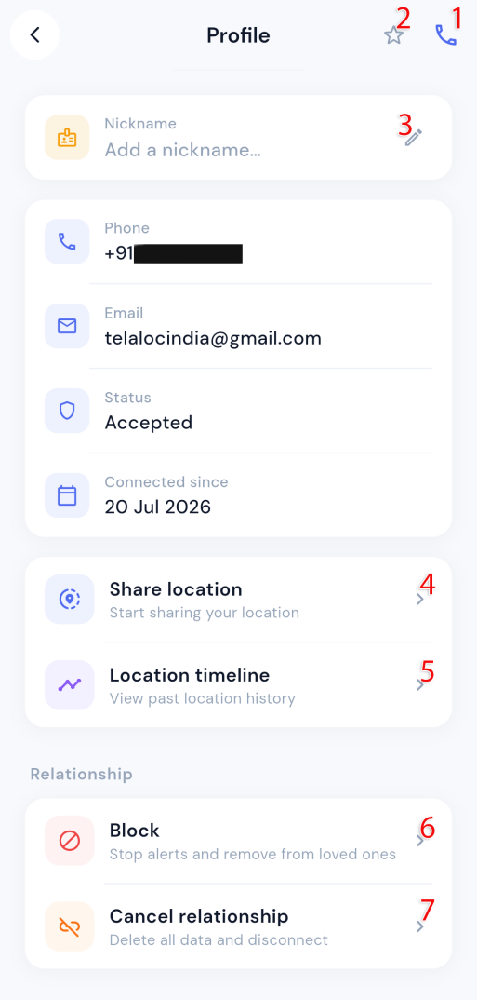 Profile
2
1
Nickname
Add a nickname...
3
Phone
+91
Email
telalocindia@gmail.com
Status
Accepted
Connected since
20 Jul 2026
Share location
Start sharing your location
4
Location timeline
View past location history
5
Relationship
Block
Stop alerts and remove from loved ones
6
Cancel relationship
Delete all data and disconnect
7